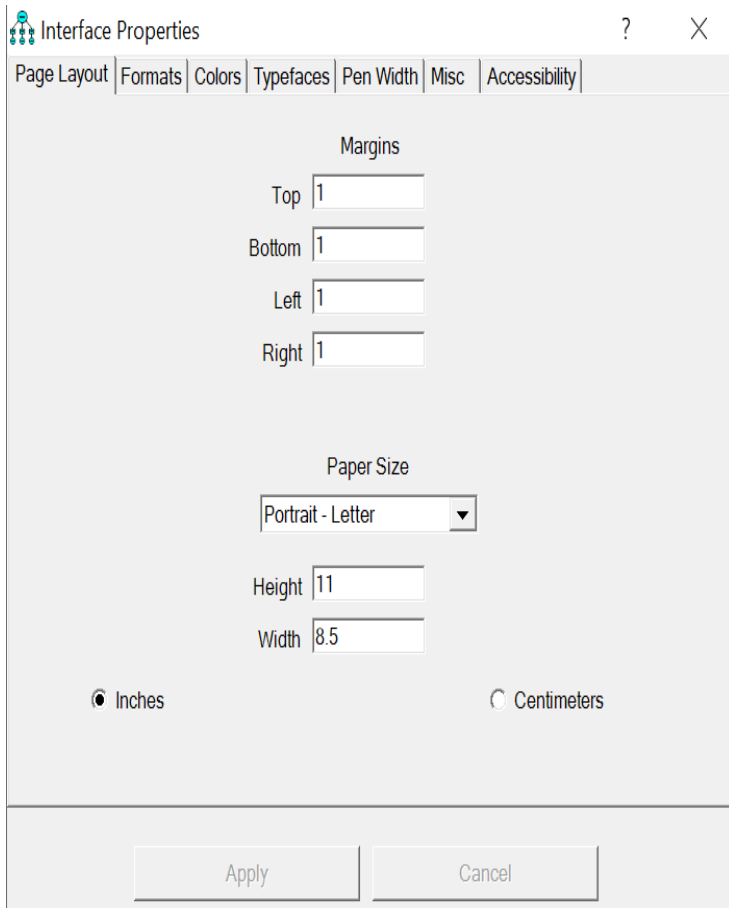 Interface Properties ? X
Page Layout Formats Colors Typefaces Pen Width Misc Accessibility
Margins
Top 1
Bottom 1
Left 1
Right 1
Paper Size
Portrait - Letter
Height 11
Width 8.5
Inches Centimeters
Apply Cancel